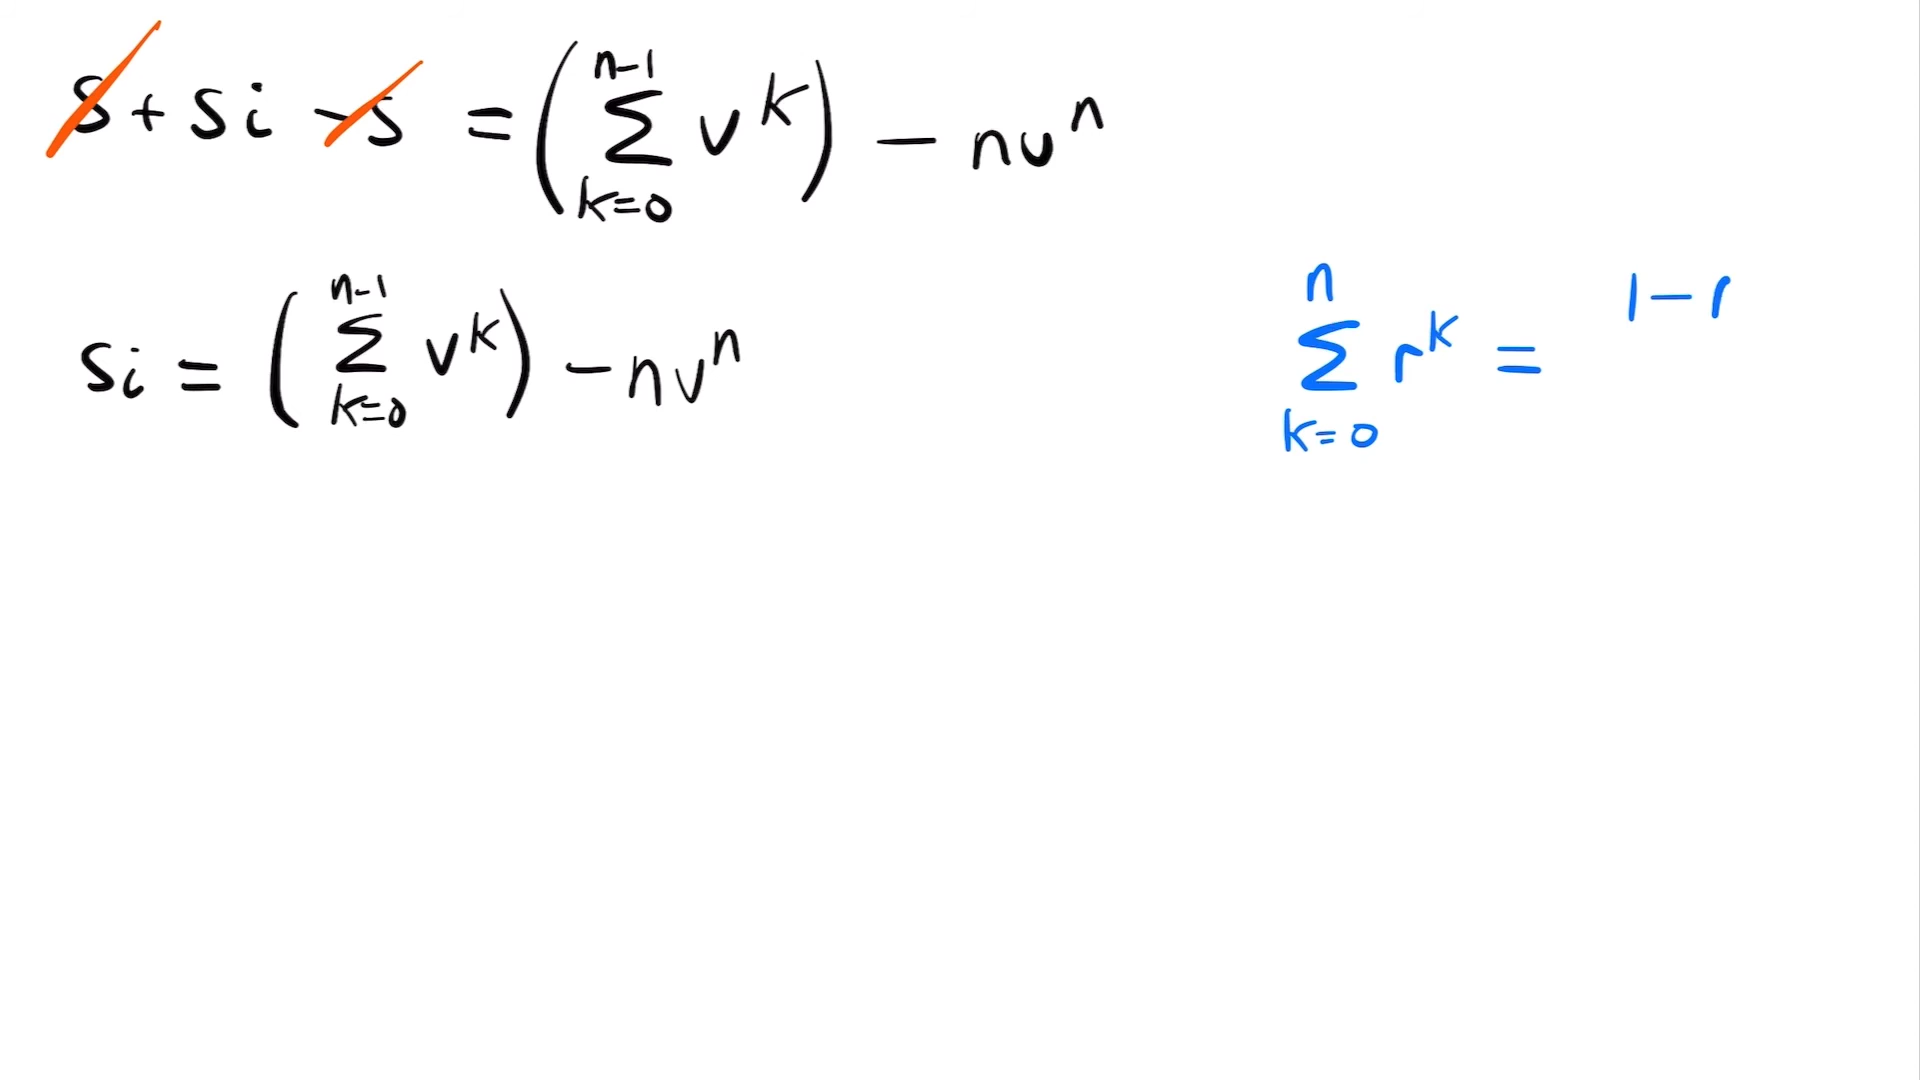 s + si - s = (∑_{k=0}^{n-1} v^k) - nv^n
si = (∑_{k=0}^{n-1} v^k) - nv^n
∑_{k=0}^{n} r^k = 1-r